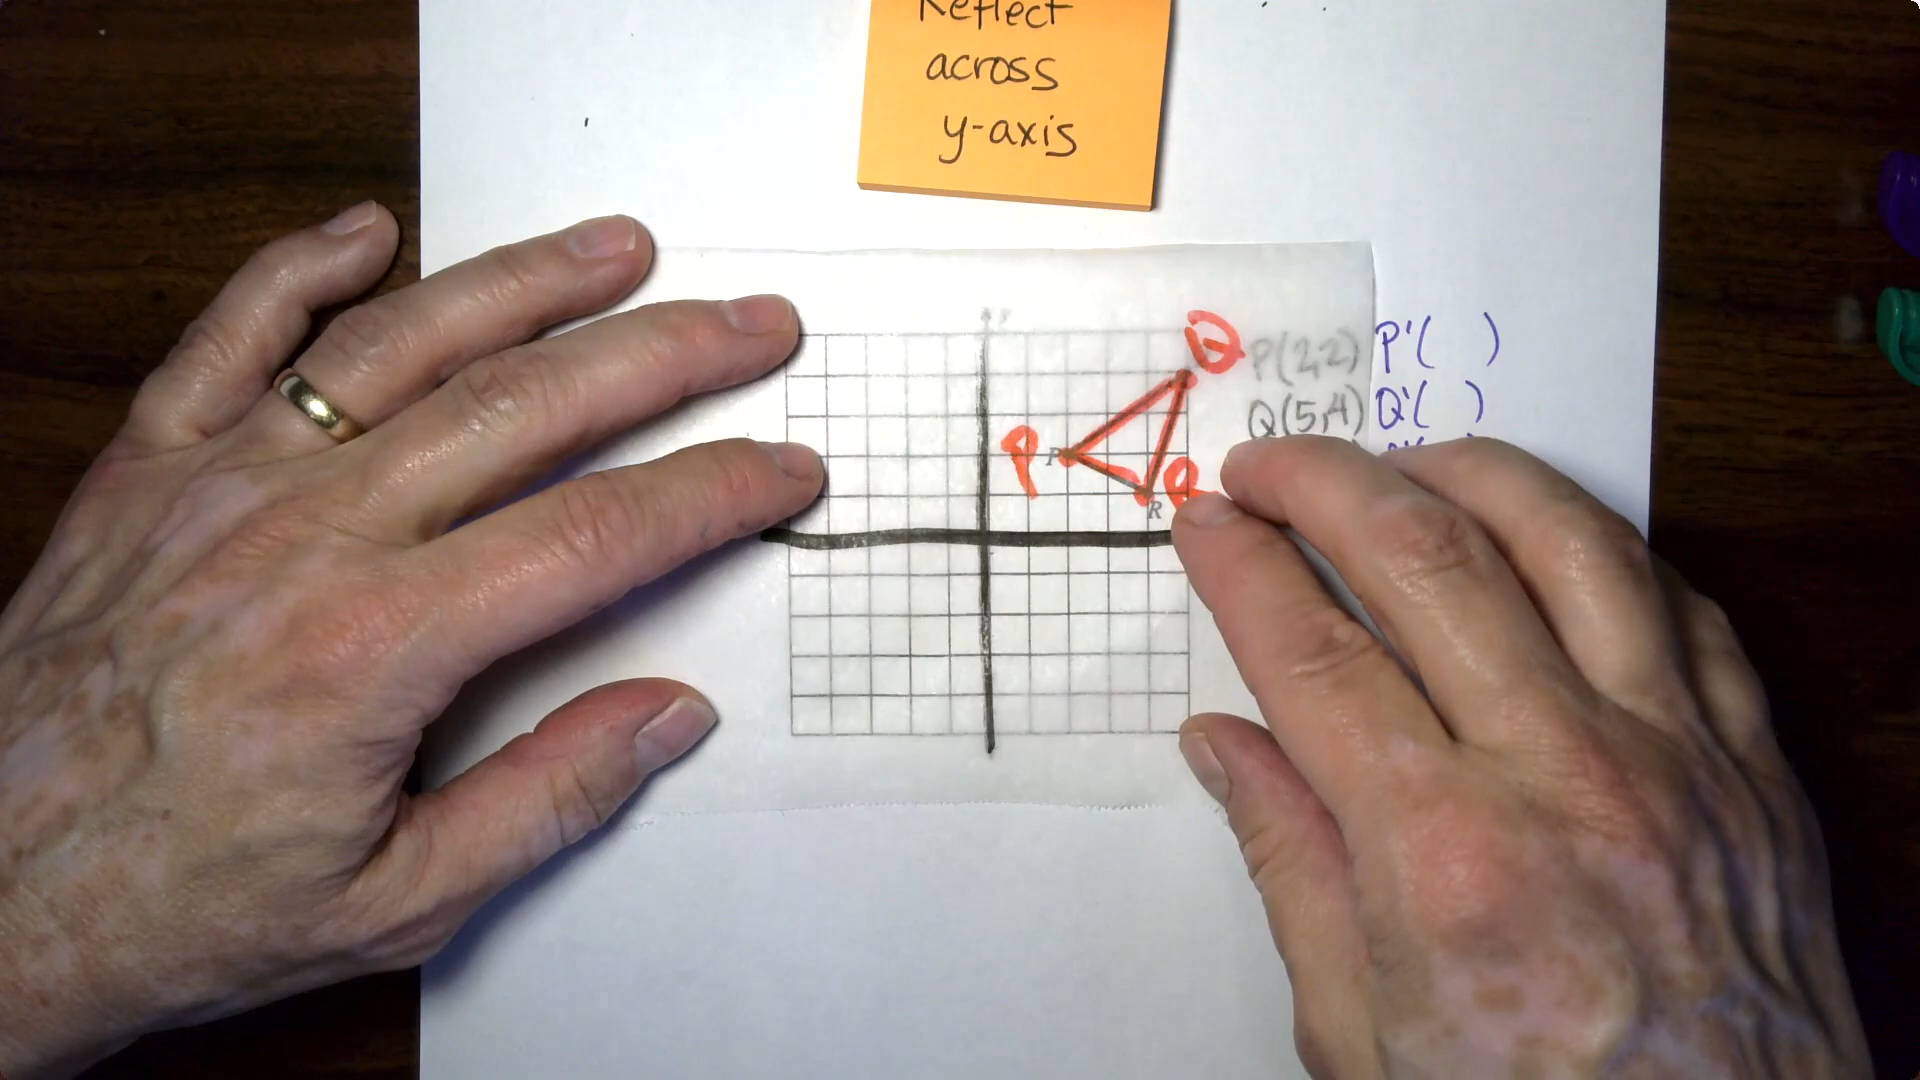 Reflect
across
y-axis
Q
P(2,2) P'(   )
Q(5,4) Q'(   )
P P
R
R